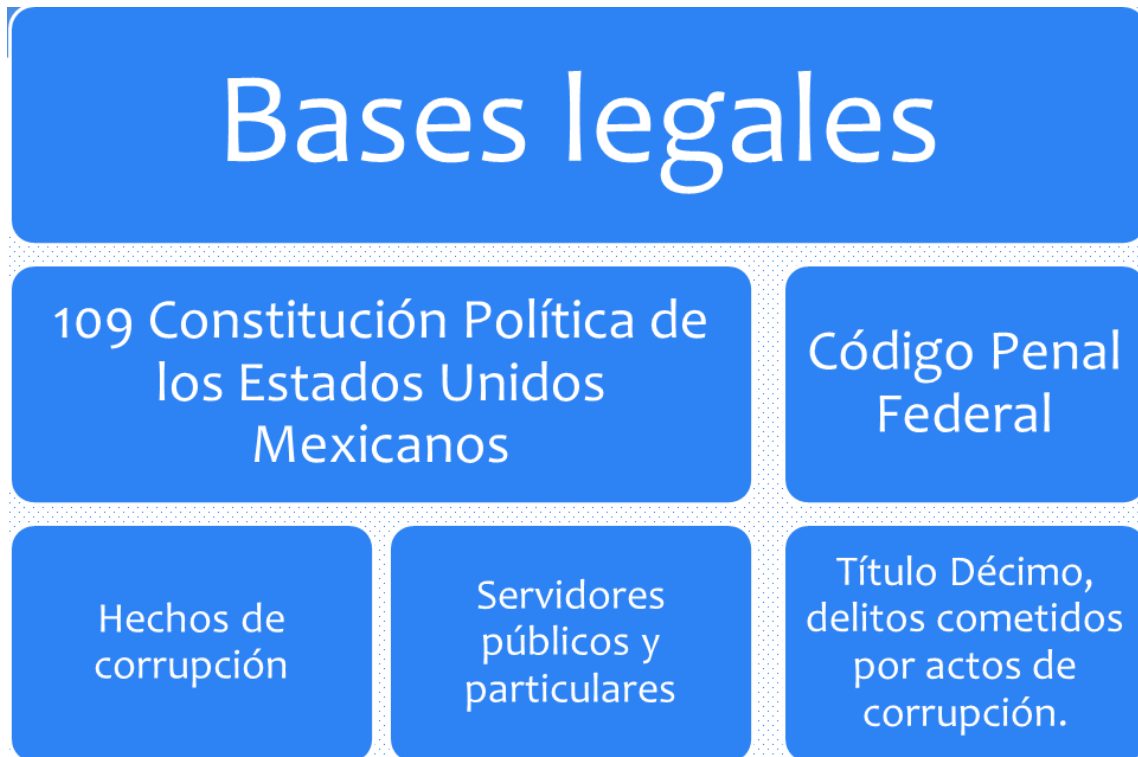 Bases legales
109 Constitución Política de
los Estados Unidos
Mexicanos
Código Penal
Federal
Hechos de
corrupción
Servidores
públicos y
particulares
Título Décimo,
delitos cometidos
por actos de
corrupción.